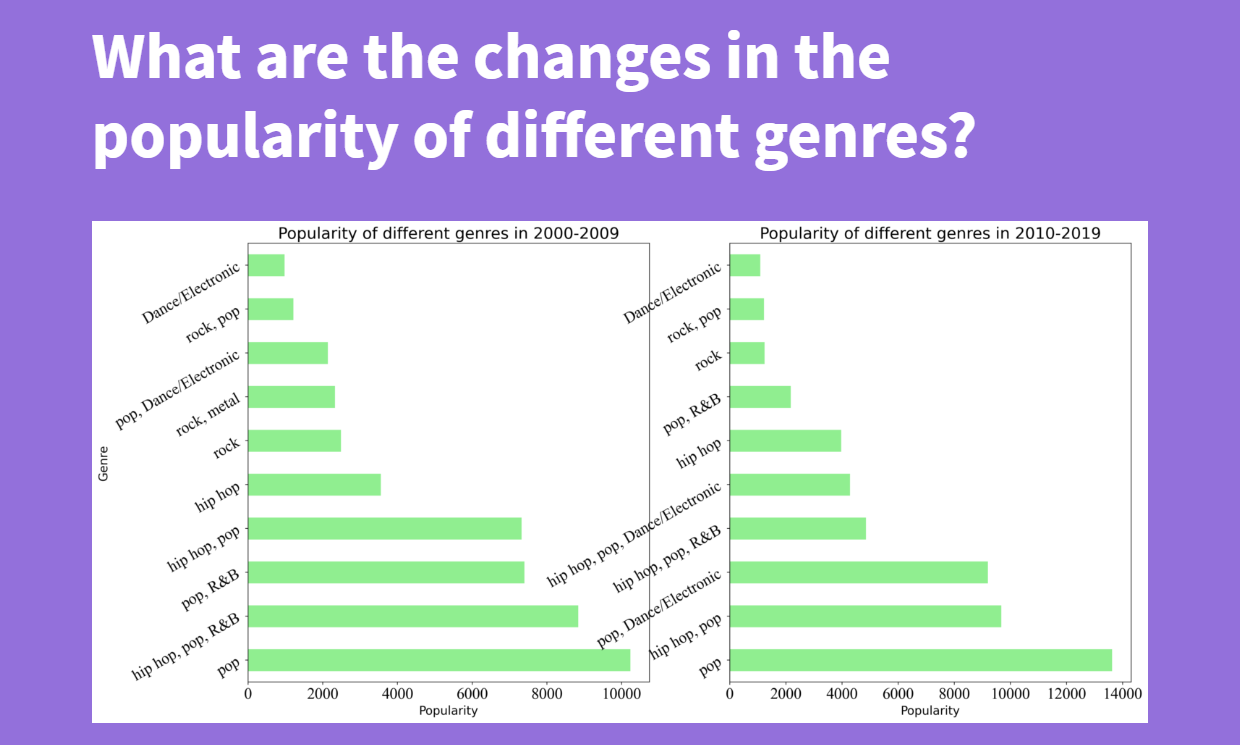 What are the changes in the
popularity of different genres?
Popularity of different genres in 2000-2009
Genre
Dance/Electronic
rock, pop
pop, Dance/Electronic
rock, metal
rock
hip hop
hip hop, pop
pop, R&B
hip hop, pop, R&B
pop
0 2000 4000 6000 8000 10000
Popularity
Popularity of different genres in 2010-2019
Dance/Electronic
rock, pop
rock
pop, R&B
hip hop
hip hop, pop, Dance/Electronic
hip hop, pop, R&B
pop, Dance/Electronic
hip hop, pop
pop
0 2000 4000 6000 8000 10000 12000 14000
Popularity